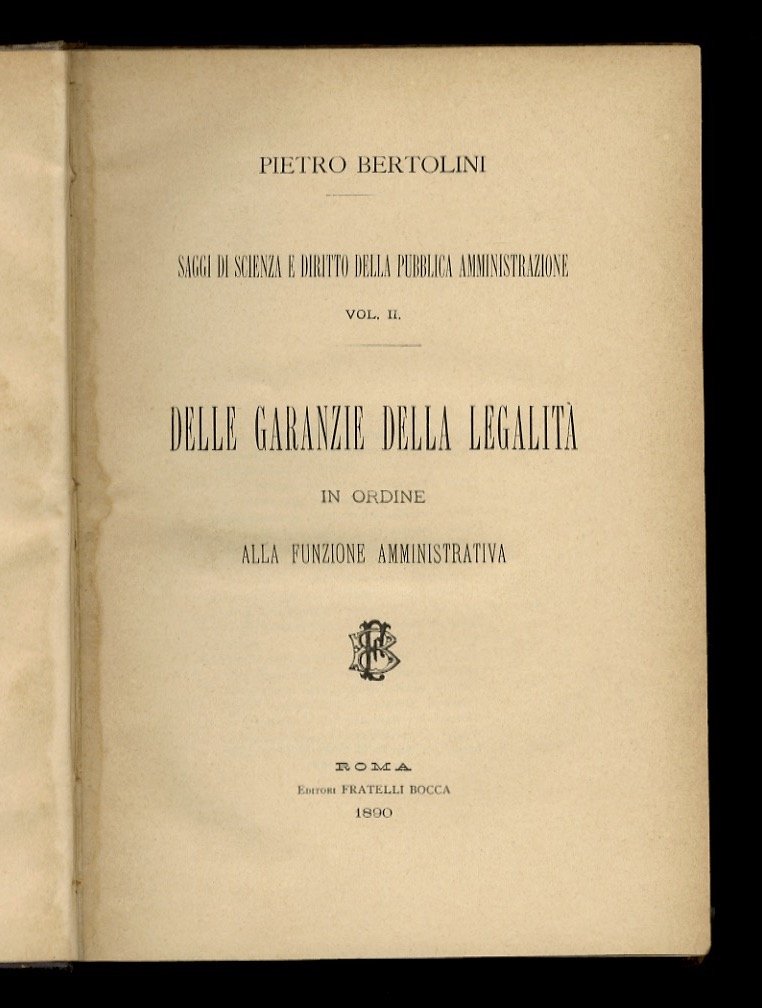 PIETRO BERTOLINI
SAGGI DI SCIENZA E DIRITTO DELLA PUBBLICA AMMINISTRAZIONE
VOL. II.
DELLE GARANZIE DELLA LEGALITÀ
IN ORDINE
ALLA FUNZIONE AMMINISTRATIVA
ROMA
EDITORI FRATELLI BOCCA
1890